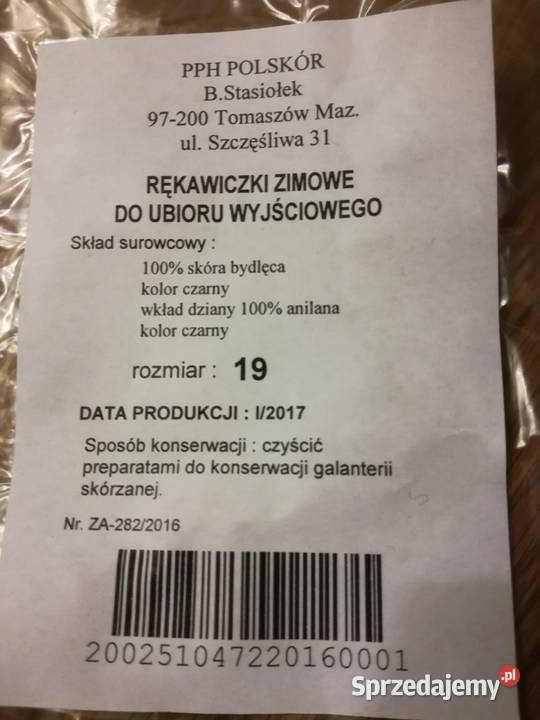 PPH POLSKÓR
B.Stasiołek
97-200 Tomaszów Maz.
ul. Szczęśliwa 31
RĘKAWICZKI ZIMOWE
DO UBIORU WYJŚCIOWEGO
Skład surowcowy :
100% skóra bydlęca
kolor czarny
wkład dziany 100% anilana
kolor czarny
rozmiar : 19
DATA PRODUKCJI : I/2017
Sposób konserwacji : czyścić
preparatami do konserwacji galanterii
skórzanej.
Nr. ZA-282/2016
200251047220160001
Sprzedajemy.pl